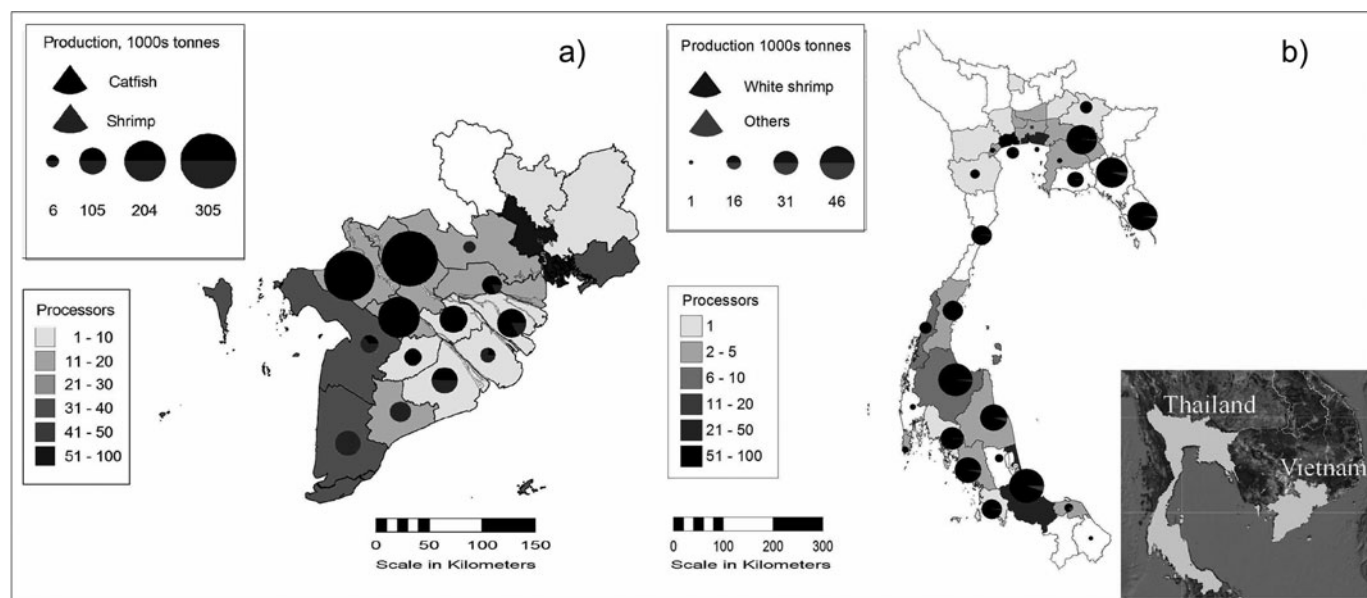 Production, 1000s tonnes
Catfish
Shrimp
6 105 204 305
a)
Processors
1 - 10
11 - 20
21 - 30
31 - 40
41 - 50
51 - 100
0 50 100 150
Scale in Kilometers
Production 1000s tonnes
White shrimp
Others
1 16 31 46
b)
Processors
1
2 - 5
6 - 10
11 - 20
21 - 50
51 - 100
0 100 200 300
Scale in Kilometers
Thailand
Vietnam